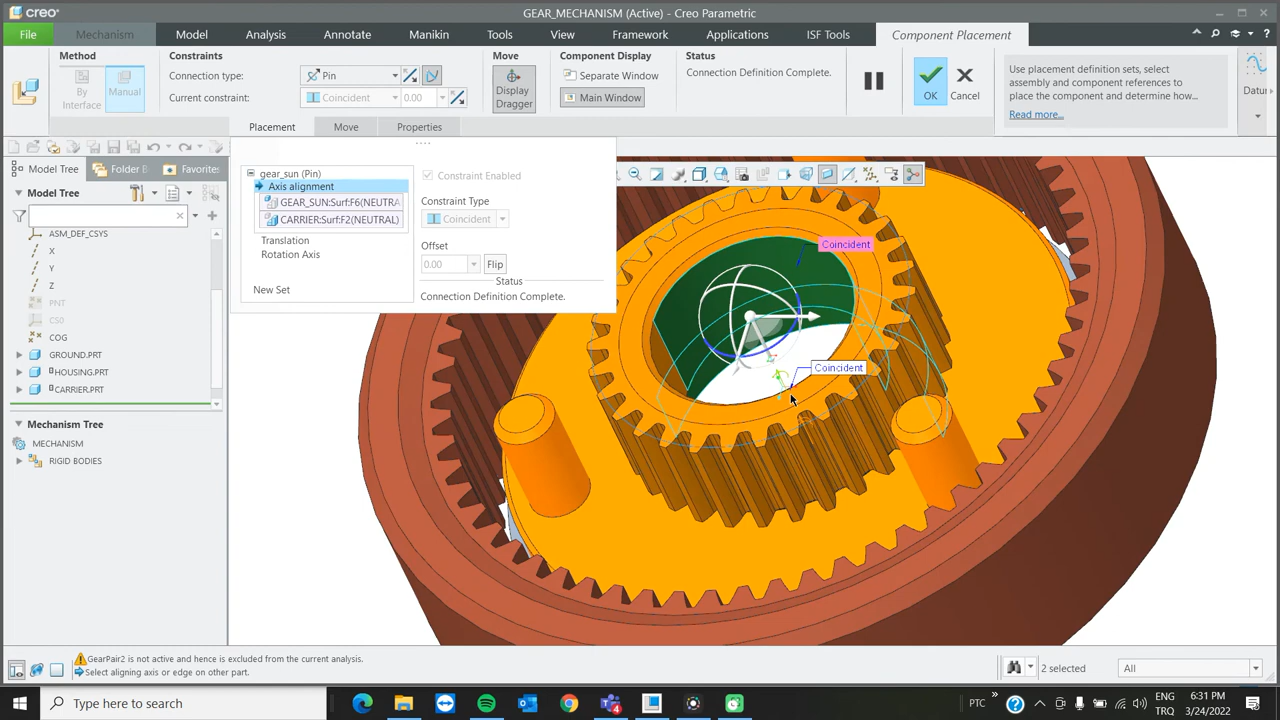 creo
GEAR_MECHANISM (Active) - Creo Parametric
File
Mechanism
Model
Analysis
Annotate
Manikin
Tools
View
Framework
Applications
ISF Tools
Component Placement
Method
By Interface
Manual
Constraints
Connection type:
Pin
Current constraint:
Coincident
0.00
Move
Display Dragger
Component Display
Separate Window
Main Window
Status
Connection Definition Complete.
OK
Cancel
Use placement definition sets, select
assembly and component references to
place the component and determine how...
Read more...
Datu
Placement
Move
Properties
Model Tree
Folder B
Favorites
Model Tree
ASM_DEF_CSYS
X
Y
Z
PNT
CS0
COG
GROUND.PRT
HOUSING.PRT
CARRIER.PRT
Mechanism Tree
MECHANISM
RIGID BODIES
gear_sun (Pin)
Axis alignment
GEAR_SUN:Surf:F6(NEUTRA
CARRIER:Surf:F2(NEUTRAL)
Translation
Rotation Axis
New Set
Constraint Enabled
Constraint Type
Coincident
Offset
0.00
Flip
Status
Connection Definition Complete.
Coincident
Coincident
GearPair2 is not active and hence is excluded from the current analysis.
Select aligning axis or edge on other part.
2 selected
All
Type here to search
4
PTC
ENG
TRQ
6:31 PM
3/24/2022